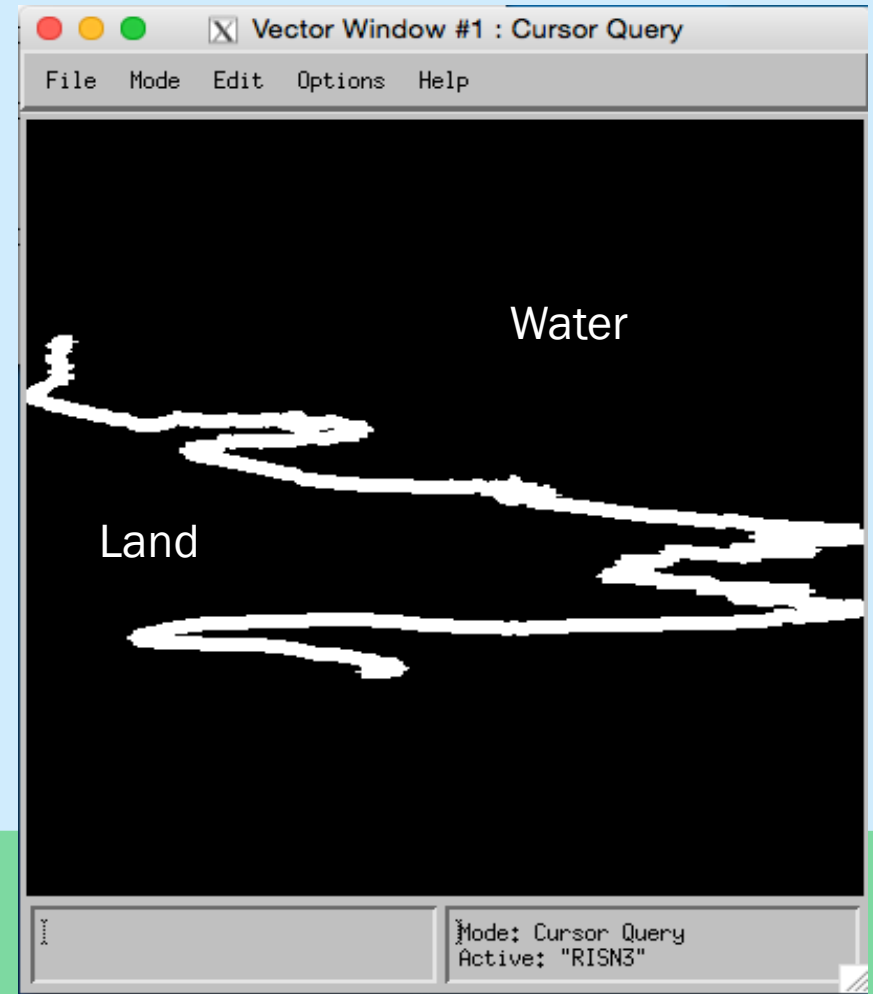 Vector Window #1 : Cursor Query
File Mode Edit Options Help
Water
Land
Mode: Cursor Query
Active: "RISN3"